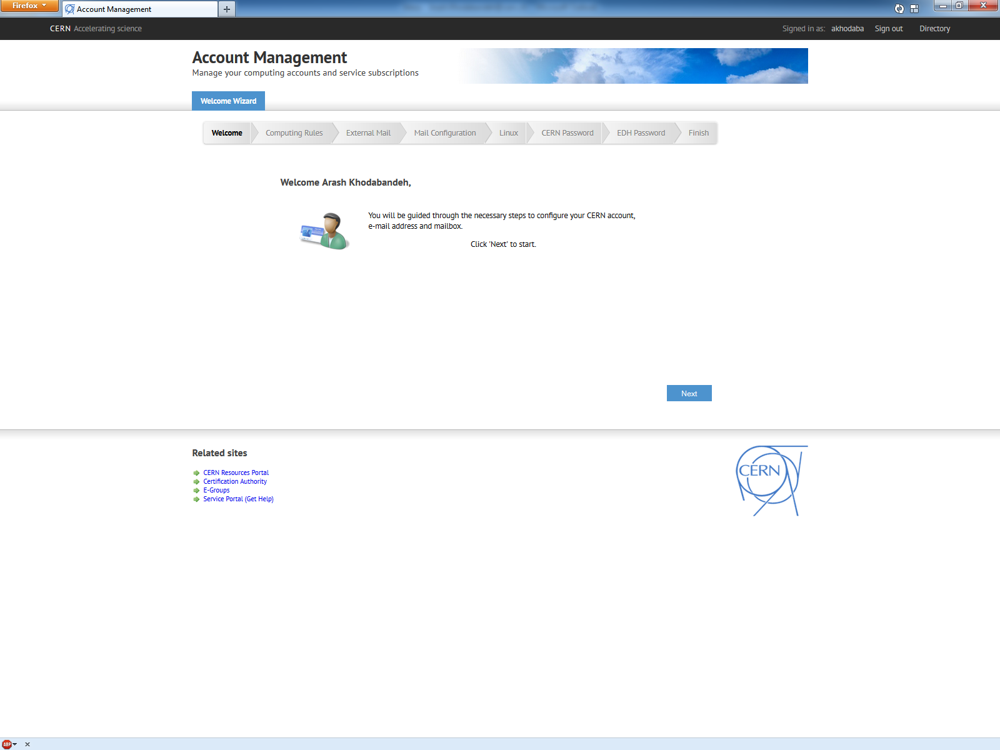 Firefox
Account Management
CERN Accelerating science
Signed in as: akhodaba Sign out Directory
Account Management
Manage your computing accounts and service subscriptions
Welcome Wizard
Welcome Computing Rules External Mail Mail Configuration Linux CERN Password EDH Password Finish
Welcome Arash Khodabandeh,
You will be guided through the necessary steps to configure your CERN account,
e-mail address and mailbox.
Click 'Next' to start.
Next
Related sites
CERN Resources Portal
Certification Authority
E-Groups
Service Portal (Get Help)
CERN
ABP